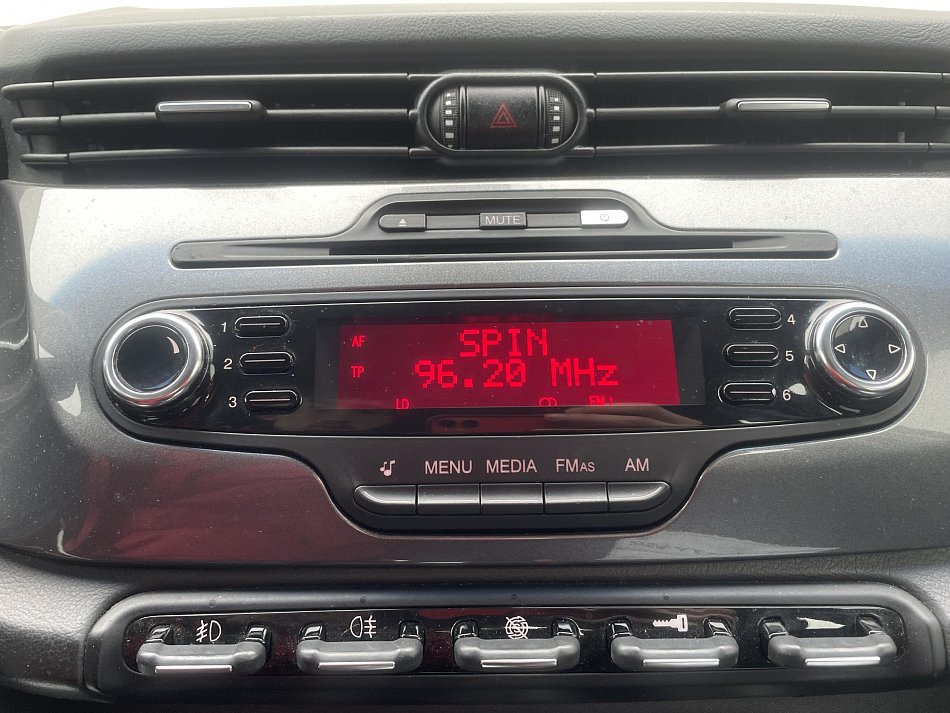 MUTE
1
2
3
AF
SPIN
TP
96.20 MHz
LD
4
5
6
MENU
MEDIA
FMAS
AM